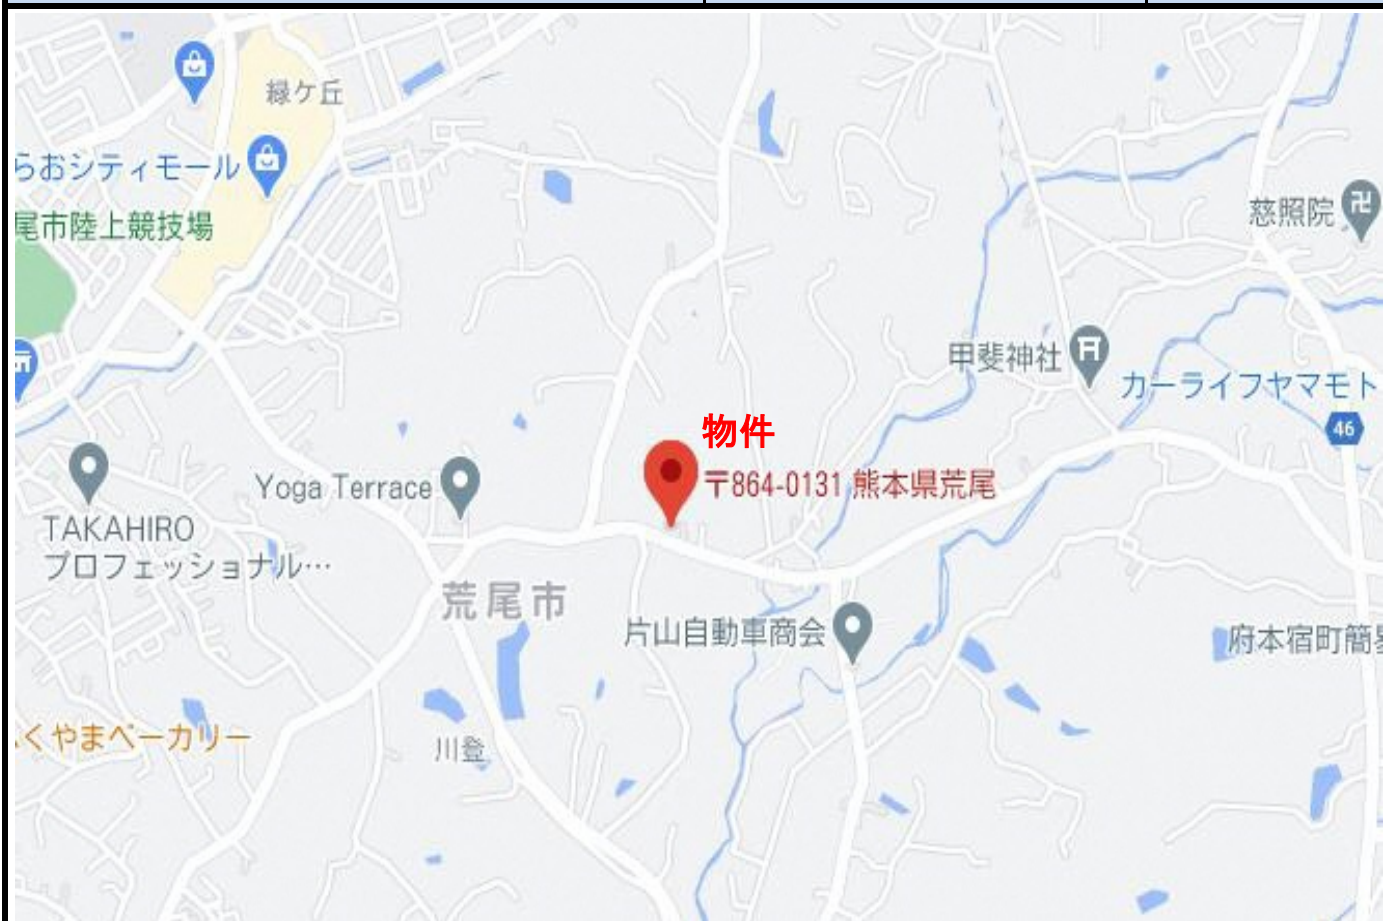 緑ケ丘
らおシティモール
尾市陸上競技場
慈照院
甲斐神社
カーライフヤマモト
46
物件
〒864-0131 熊本県荒尾
Yoga Terrace
TAKAHIRO
プロフェッショナル…
荒尾市
片山自動車商会
府本宿町簡易
くやまベーカリー
川登